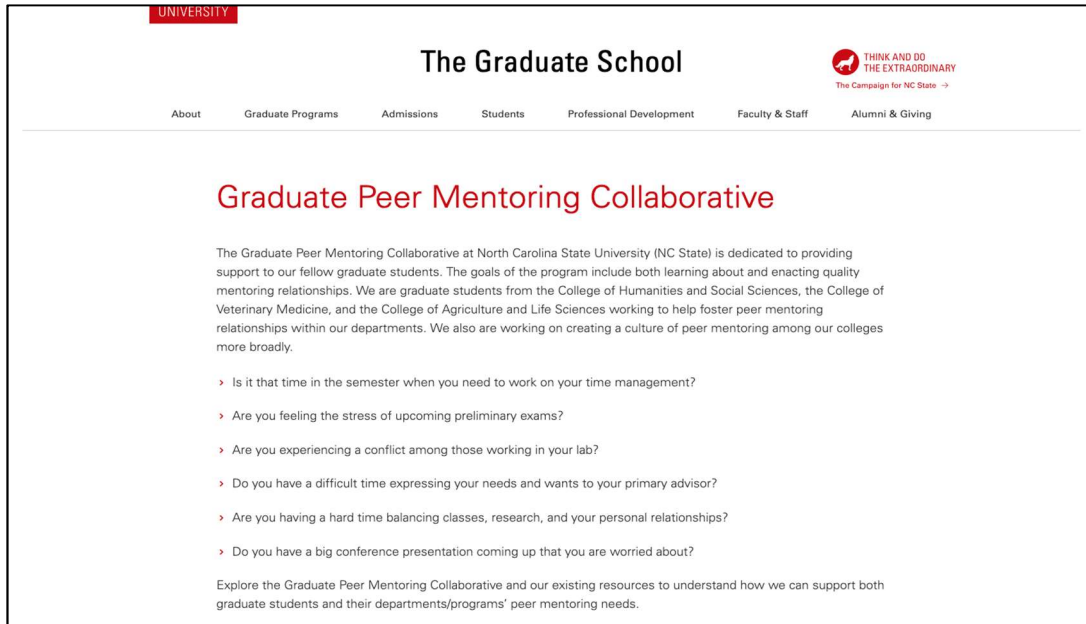 UNIVERSITY
The Graduate School
THINK AND DO
THE EXTRAORDINARY
The Campaign for NC State →
About Graduate Programs Admissions Students Professional Development Faculty & Staff Alumni & Giving
Graduate Peer Mentoring Collaborative
The Graduate Peer Mentoring Collaborative at North Carolina State University (NC State) is dedicated to providing
support to our fellow graduate students. The goals of the program include both learning about and enacting quality
mentoring relationships. We are graduate students from the College of Humanities and Social Sciences, the College of
Veterinary Medicine, and the College of Agriculture and Life Sciences working to help foster peer mentoring
relationships within our departments. We also are working on creating a culture of peer mentoring among our colleges
more broadly.
› Is it that time in the semester when you need to work on your time management?
› Are you feeling the stress of upcoming preliminary exams?
› Are you experiencing a conflict among those working in your lab?
› Do you have a difficult time expressing your needs and wants to your primary advisor?
› Are you having a hard time balancing classes, research, and your personal relationships?
› Do you have a big conference presentation coming up that you are worried about?
Explore the Graduate Peer Mentoring Collaborative and our existing resources to understand how we can support both
graduate students and their departments/programs' peer mentoring needs.